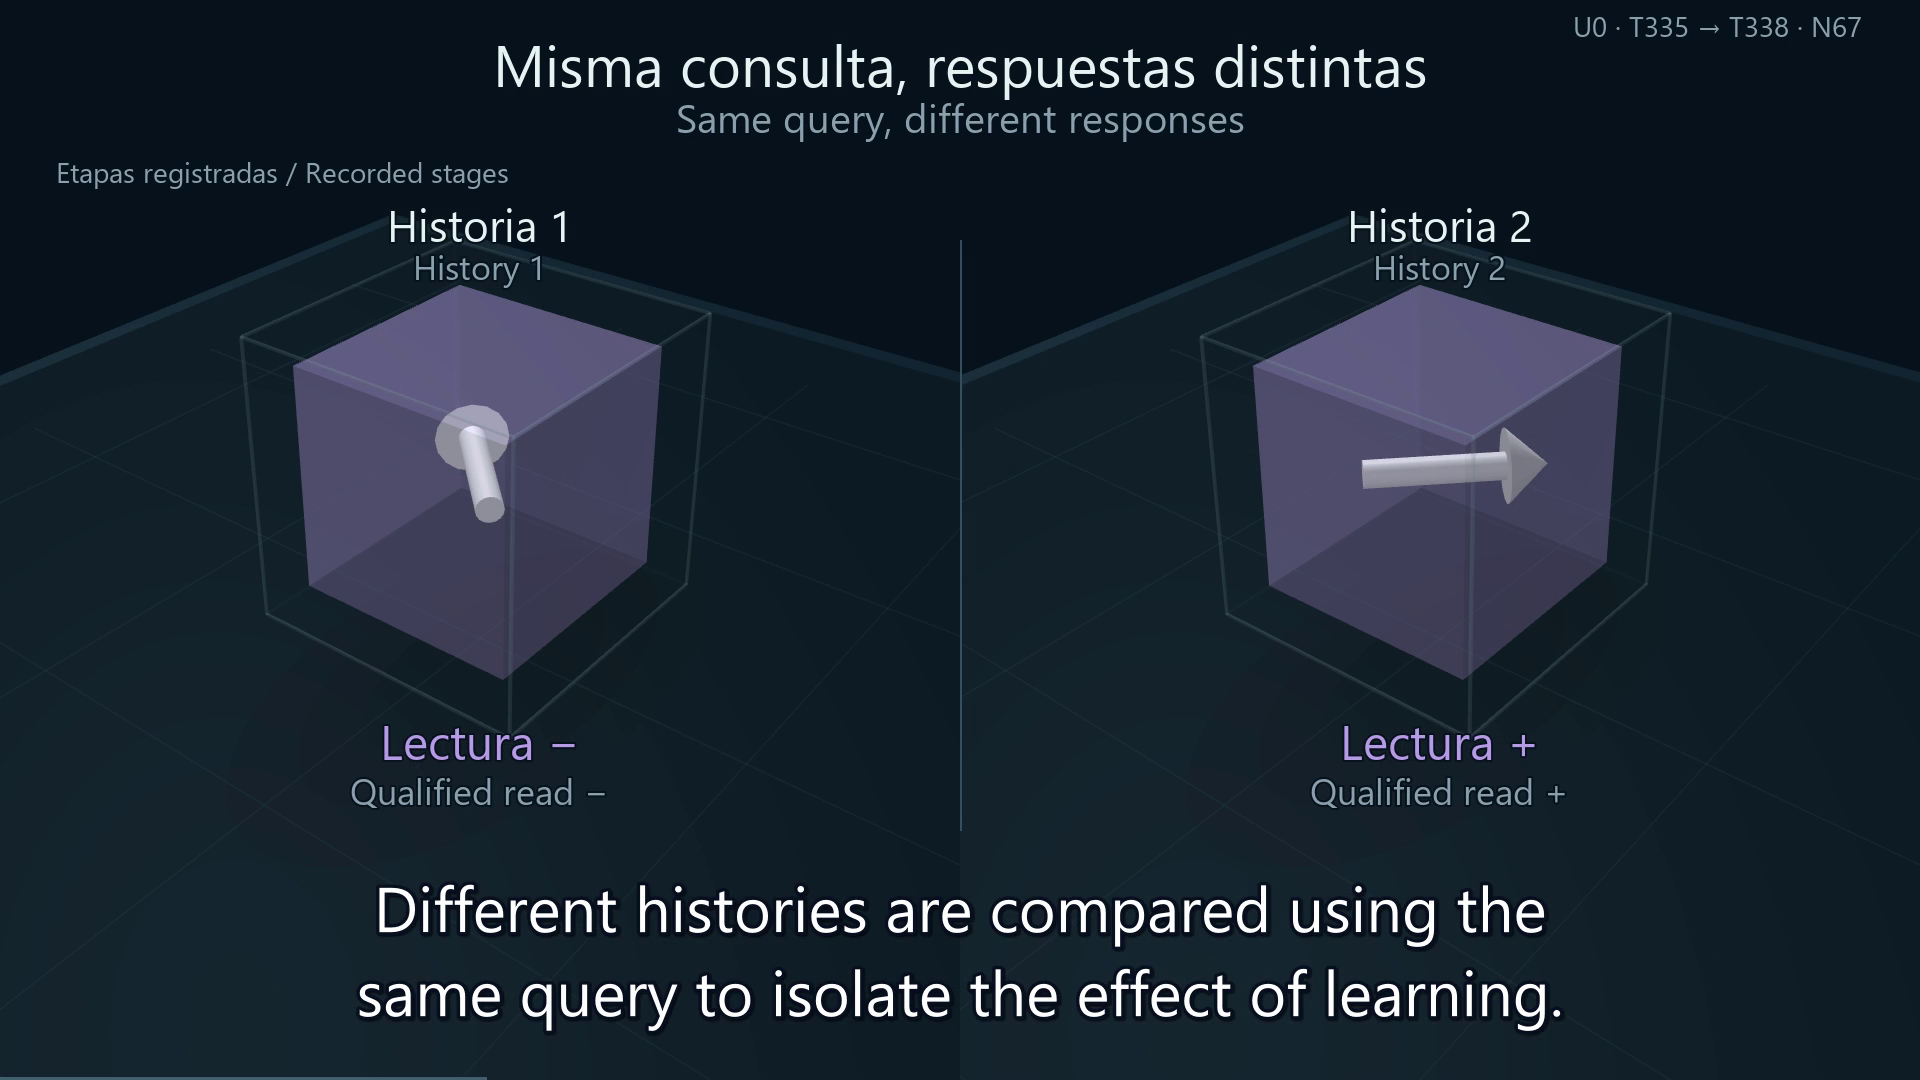 U0 · T335 → T338 · N67
Misma consulta, respuestas distintas
Same query, different responses
Etapas registradas / Recorded stages
Historia 1
History 1
Historia 2
History 2
Lectura −
Qualified read −
Lectura +
Qualified read +
Different histories are compared using the
same query to isolate the effect of learning.